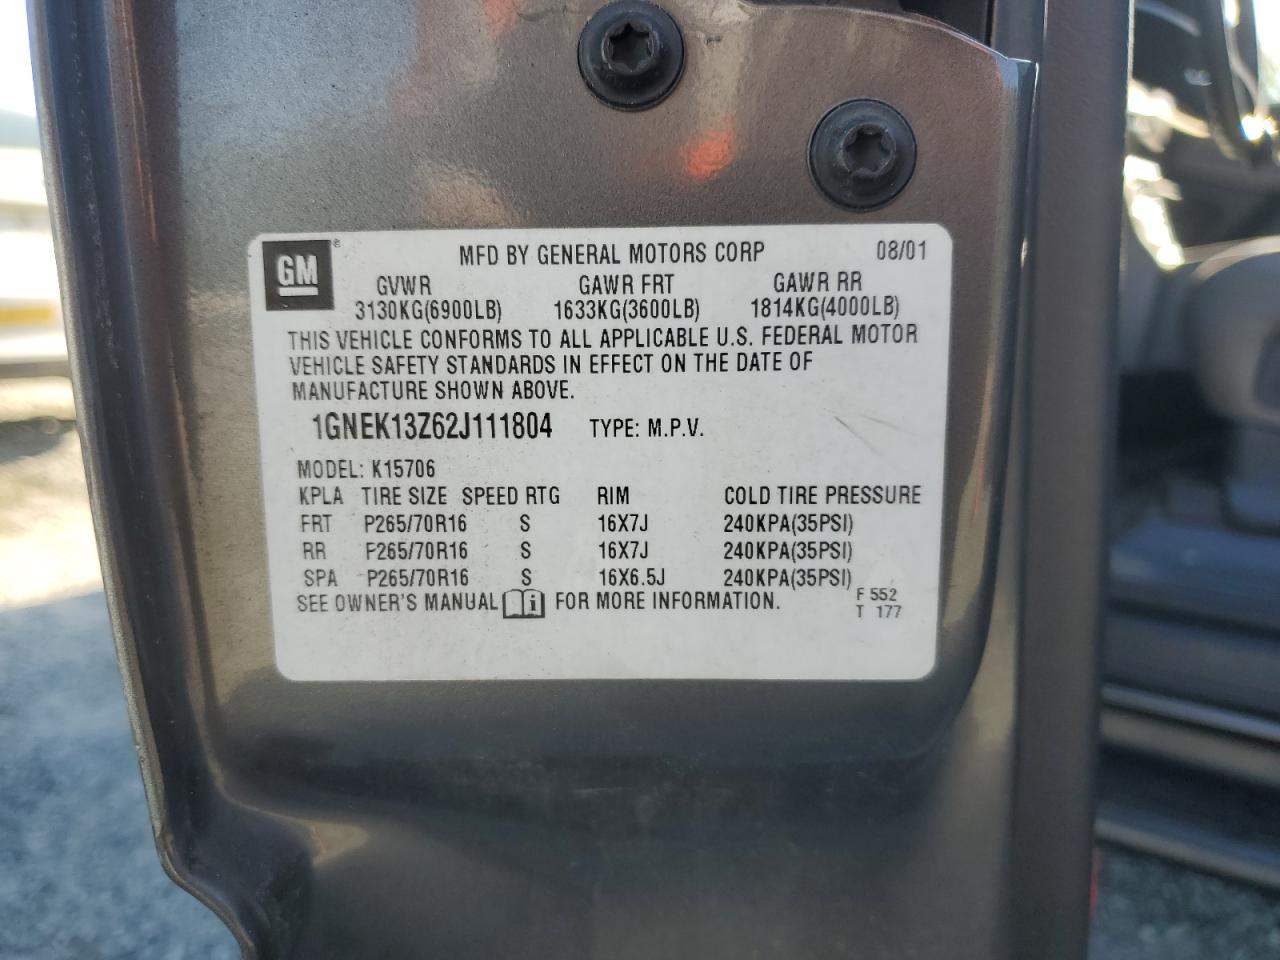 GM® MFD BY GENERAL MOTORS CORP 08/01
GVWR GAWR FRT GAWR RR
3130KG(6900LB) 1633KG(3600LB) 1814KG(4000LB)
THIS VEHICLE CONFORMS TO ALL APPLICABLE U.S. FEDERAL MOTOR
VEHICLE SAFETY STANDARDS IN EFFECT ON THE DATE OF
MANUFACTURE SHOWN ABOVE.
1GNEK13Z62J111804 TYPE: M.P.V.
MODEL: K15706
KPLA TIRE SIZE SPEED RTG RIM COLD TIRE PRESSURE
FRT P265/70R16 S 16X7J 240KPA(35PSI)
RR P265/70R16 S 16X7J 240KPA(35PSI)
SPA P265/70R16 S 16X6.5J 240KPA(35PSI)
SEE OWNER'S MANUAL i FOR MORE INFORMATION.
F 552
T 177